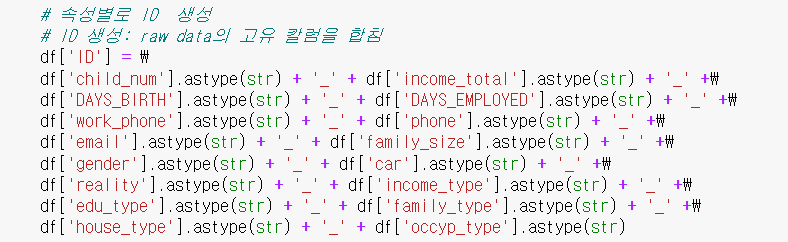 # 속성별로 ID 생성
# ID 생성: raw data의 고유 칼럼을 합침
df['ID'] = ₩
df['child_num'].astype(str) + '_' + df['income_total'].astype(str) + '_' +₩
df['DAYS_BIRTH'].astype(str) + '_' + df['DAYS_EMPLOYED'].astype(str) + '_' +₩
df['work_phone'].astype(str) + '_' + df['phone'].astype(str) + '_' +₩
df['email'].astype(str) + '_' + df['family_size'].astype(str) + '_' +₩
df['gender'].astype(str) + '_' + df['car'].astype(str) + '_' +₩
df['reality'].astype(str) + '_' + df['income_type'].astype(str) + '_' +₩
df['edu_type'].astype(str) + '_' + df['family_type'].astype(str) + '_' +₩
df['house_type'].astype(str) + '_' + df['occyp_type'].astype(str)